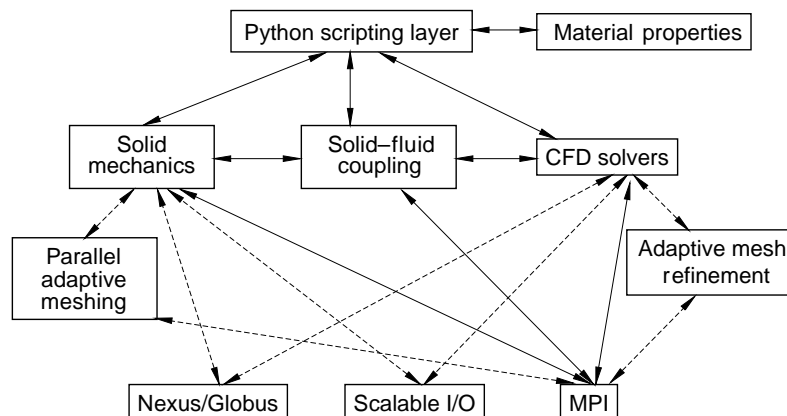 Python scripting layer
Material properties
Solid
mechanics
Solid–fluid
coupling
CFD solvers
Parallel
adaptive
meshing
Adaptive mesh
refinement
Nexus/Globus
Scalable I/O
MPI